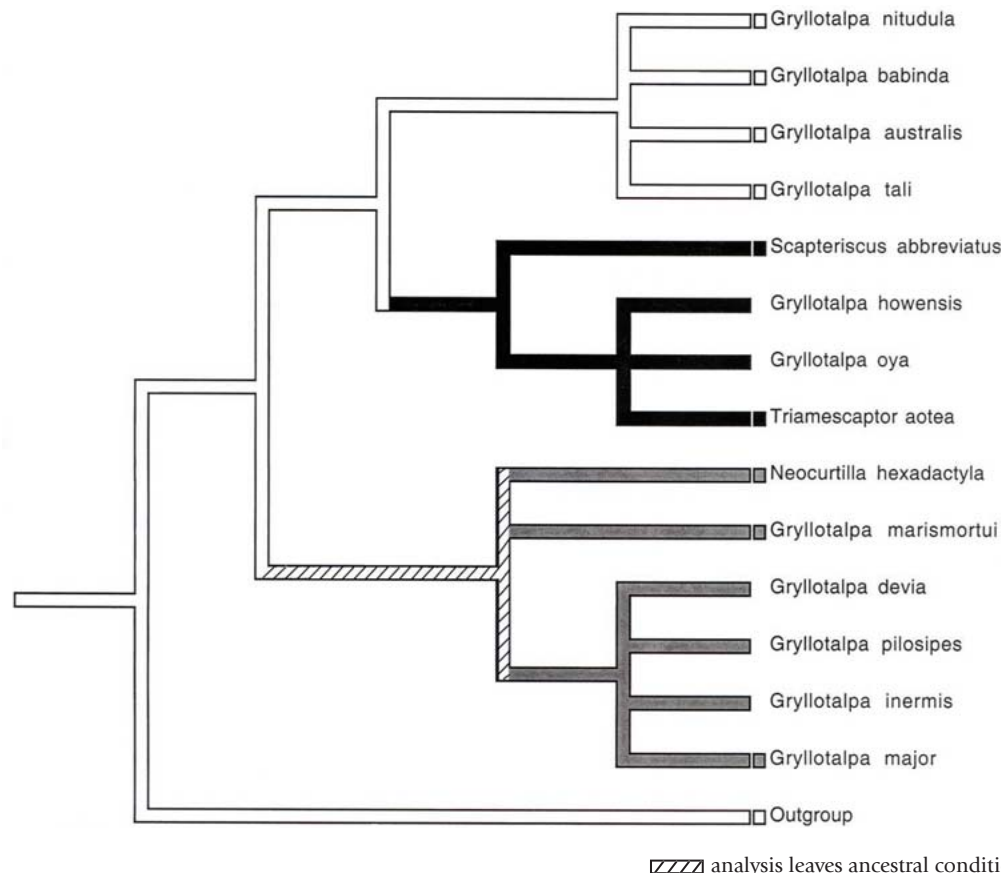 Gryllotalpa nitudula
Gryllotalpa babinda
Gryllotalpa australis
Gryllotalpa tali
Scapteriscus abbreviatus
Gryllotalpa howensis
Gryllotalpa oya
Triamescaptor aotea
Neocurtilla hexadactyla
Gryllotalpa marismortui
Gryllotalpa devia
Gryllotalpa pilosipes
Gryllotalpa inermis
Gryllotalpa major
Outgroup
analysis leaves ancestral conditi